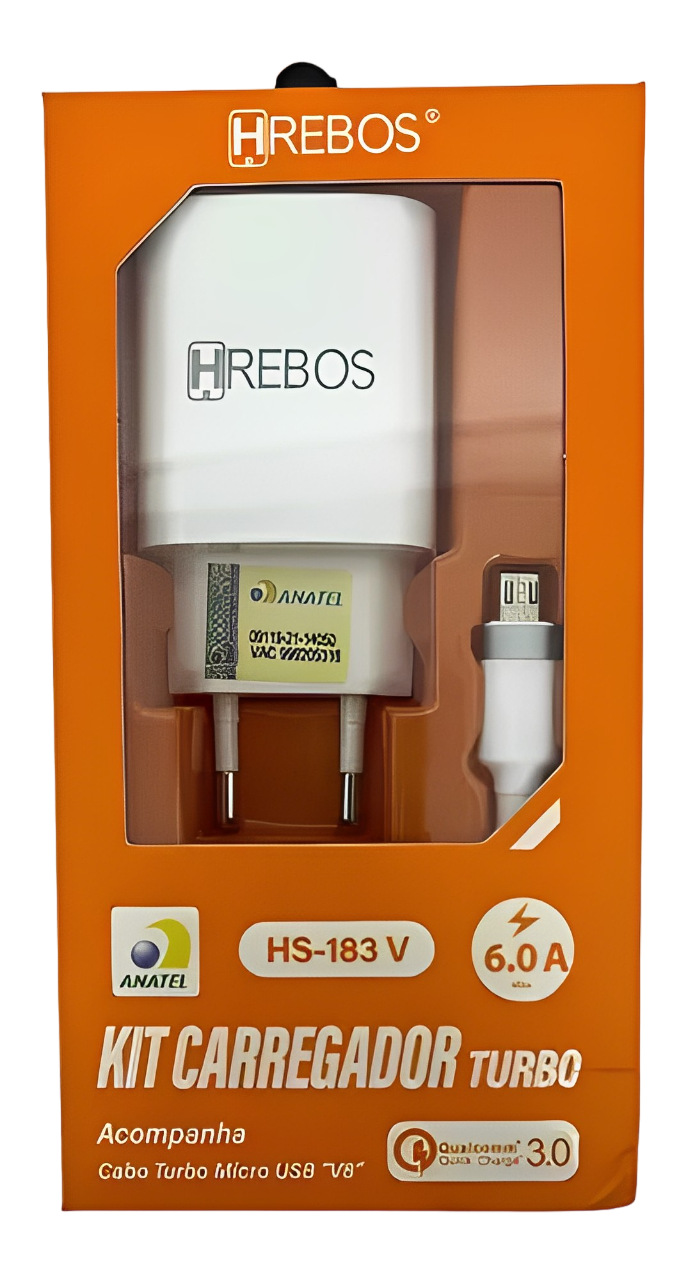 HREBOS
HREBOS
ANATEL
ANATEL
HS-183 V
6.0 A
KIT CARREGADOR TURBO
Acompanha
Cabo Turbo Micro USB "V8"
Qualcomm
3.0